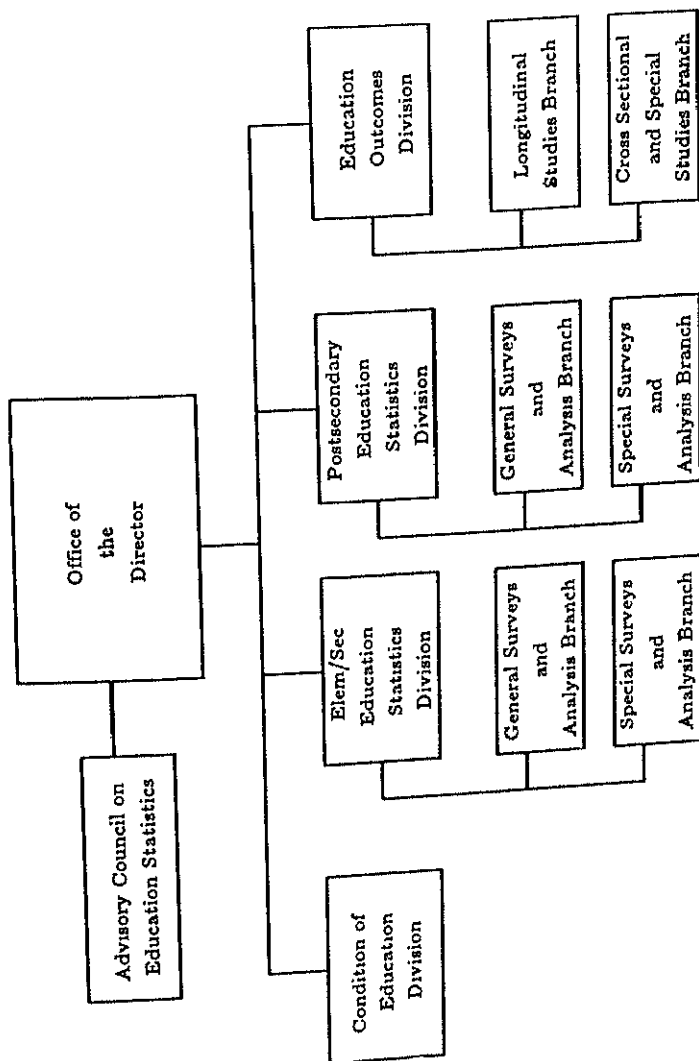 Office of
the
Director
Advisory Council on
Education Statistics
Condition of
Education
Division
Elem/Sec
Education
Statistics
Division
General Surveys
and
Analysis Branch
Special Surveys
and
Analysis Branch
Postsecondary
Education
Statistics
Division
General Surveys
and
Analysis Branch
Special Surveys
and
Analysis Branch
Education
Outcomes
Division
Longitudinal
Studies Branch
Cross Sectional
and Special
Studies Branch